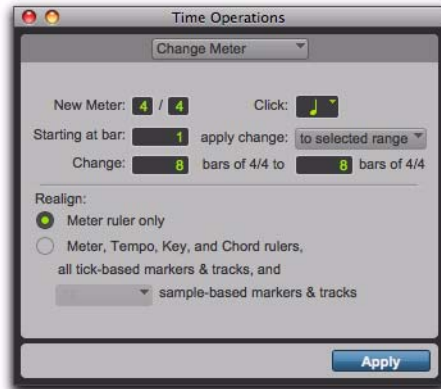 Time Operations
Change Meter
New Meter: 4 / 4 Click:
Starting at bar: 1 apply change: to selected range
Change: 8 bars of 4/4 to 8 bars of 4/4
Realign:
Meter ruler only
Meter, Tempo, Key, and Chord rulers,
all tick-based markers & tracks, and
sample-based markers & tracks
Apply